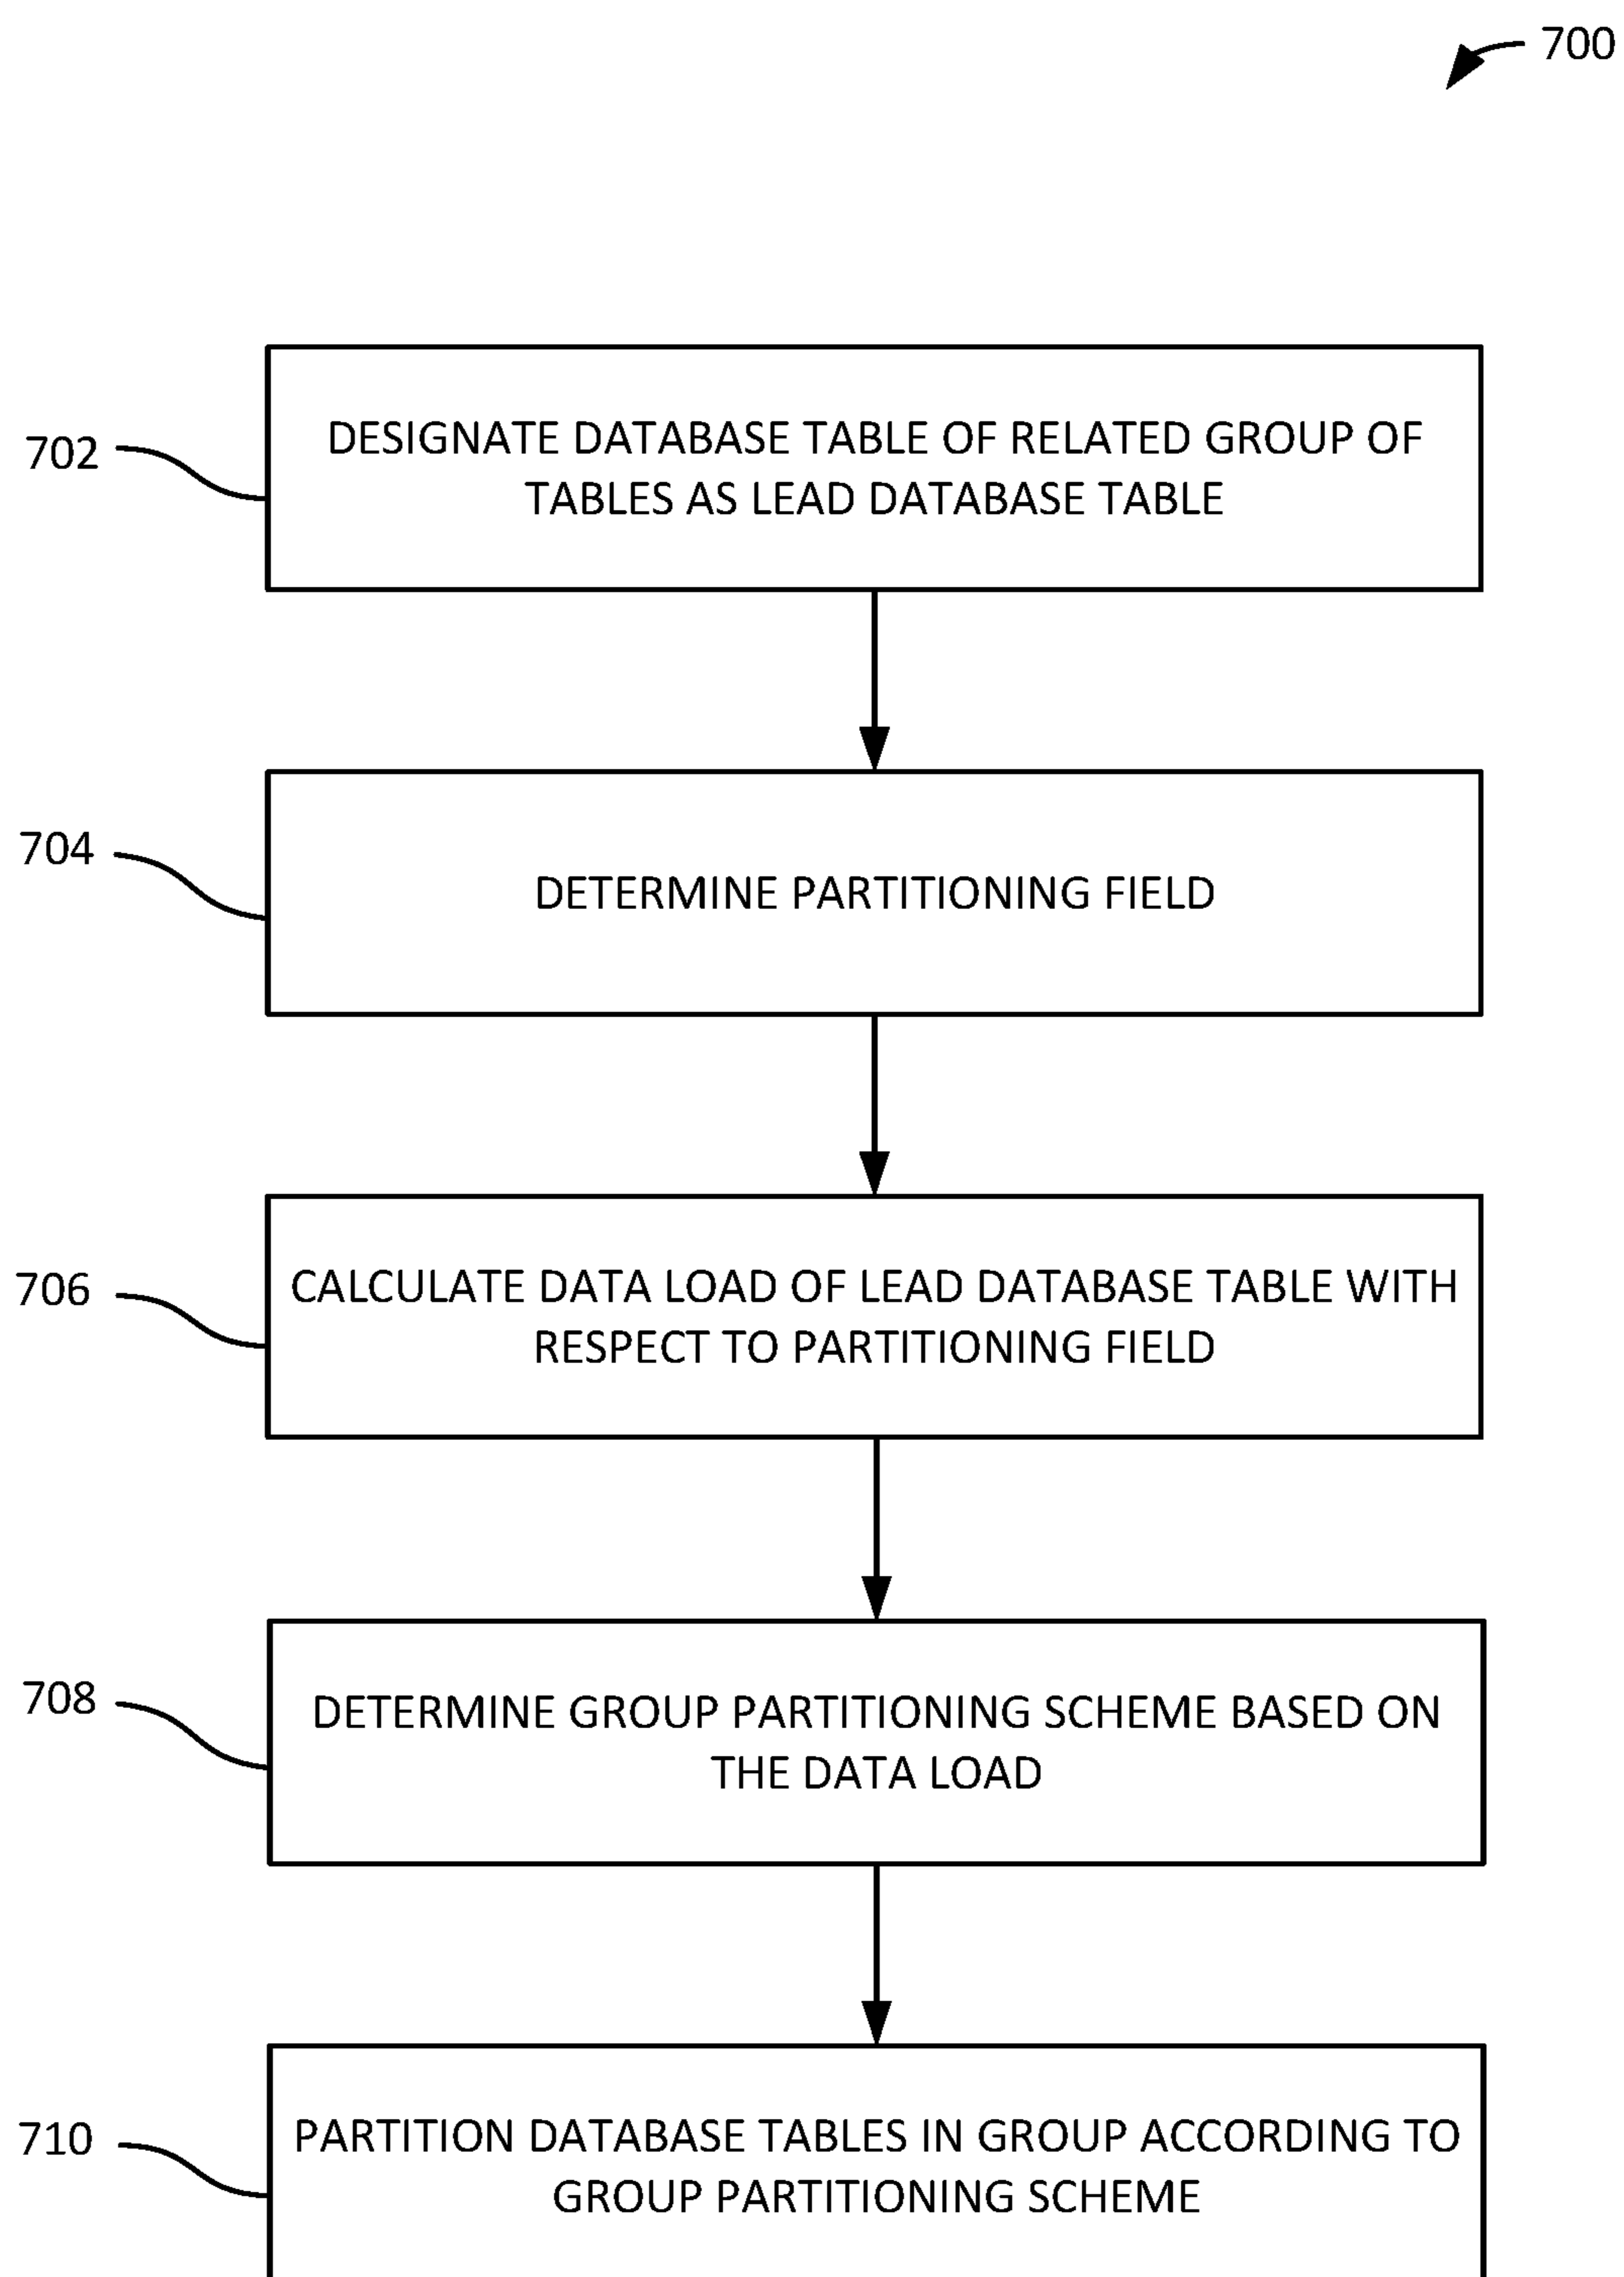 700
702
DESIGNATE DATABASE TABLE OF RELATED GROUP OF
TABLES AS LEAD DATABASE TABLE
704
DETERMINE PARTITIONING FIELD
706
CALCULATE DATA LOAD OF LEAD DATABASE TABLE WITH
RESPECT TO PARTITIONING FIELD
708
DETERMINE GROUP PARTITIONING SCHEME BASED ON
THE DATA LOAD
710
PARTITION DATABASE TABLES IN GROUP ACCORDING TO
GROUP PARTITIONING SCHEME